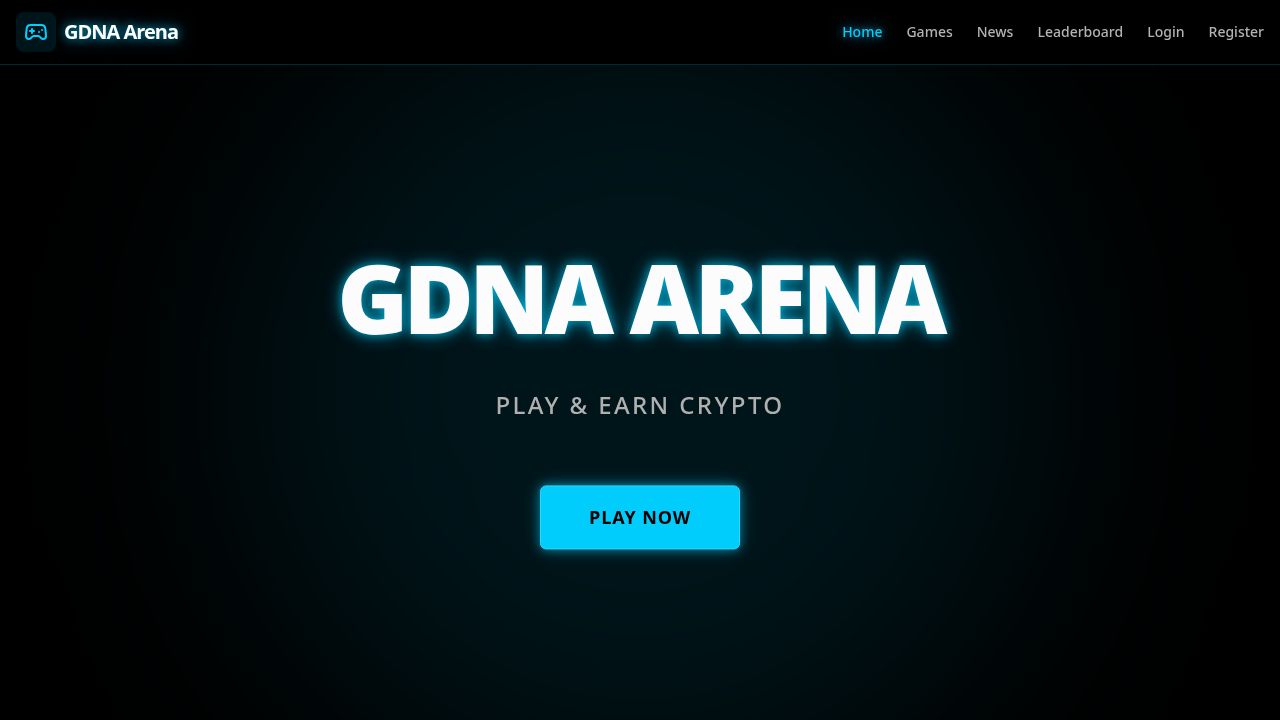 GDNA Arena
Home Games News Leaderboard Login Register
GDNA ARENA
PLAY & EARN CRYPTO
PLAY NOW